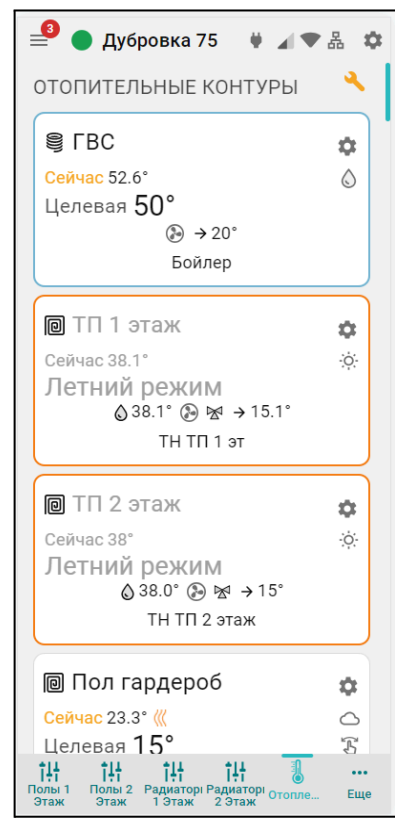 3
Дубровка 75
ОТОПИТЕЛЬНЫЕ КОНТУРЫ
ГВС
Сейчас 52.6°
Целевая 50°
→ 20°
Бойлер
ТП 1 этаж
Сейчас 38.1°
Летний режим
38.1° → 15.1°
ТН ТП 1 эт
ТП 2 этаж
Сейчас 38°
Летний режим
38.0° → 15°
ТН ТП 2 этаж
Пол гардероб
Сейчас 23.3°
Целевая 15°
Полы 1 Этаж
Полы 2 Этаж
Радиаторы 1 Этаж
Радиаторы 2 Этаж
Отопле...
Еще